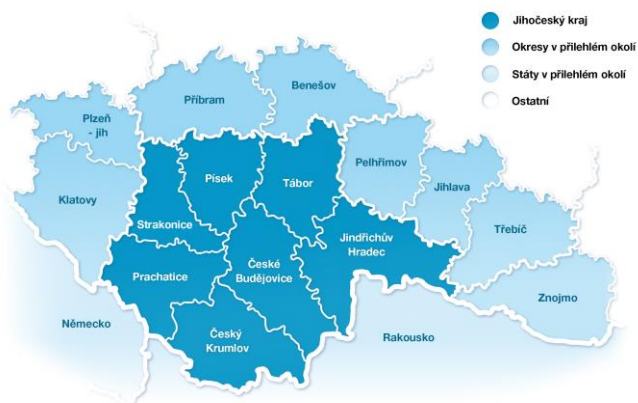 Jihočeský kraj
Okresy v přilehlém okolí
Státy v přilehlém okolí
Ostatní
Benešov
Příbram
Plzeň
- jih
Písek
Tábor
Pelhřimov
Jihlava
Klatovy
Strakonice
Třebíč
Jindřichův
Hradec
České
Budějovice
Prachatice
Znojmo
Německo
Český
Krumlov
Rakousko